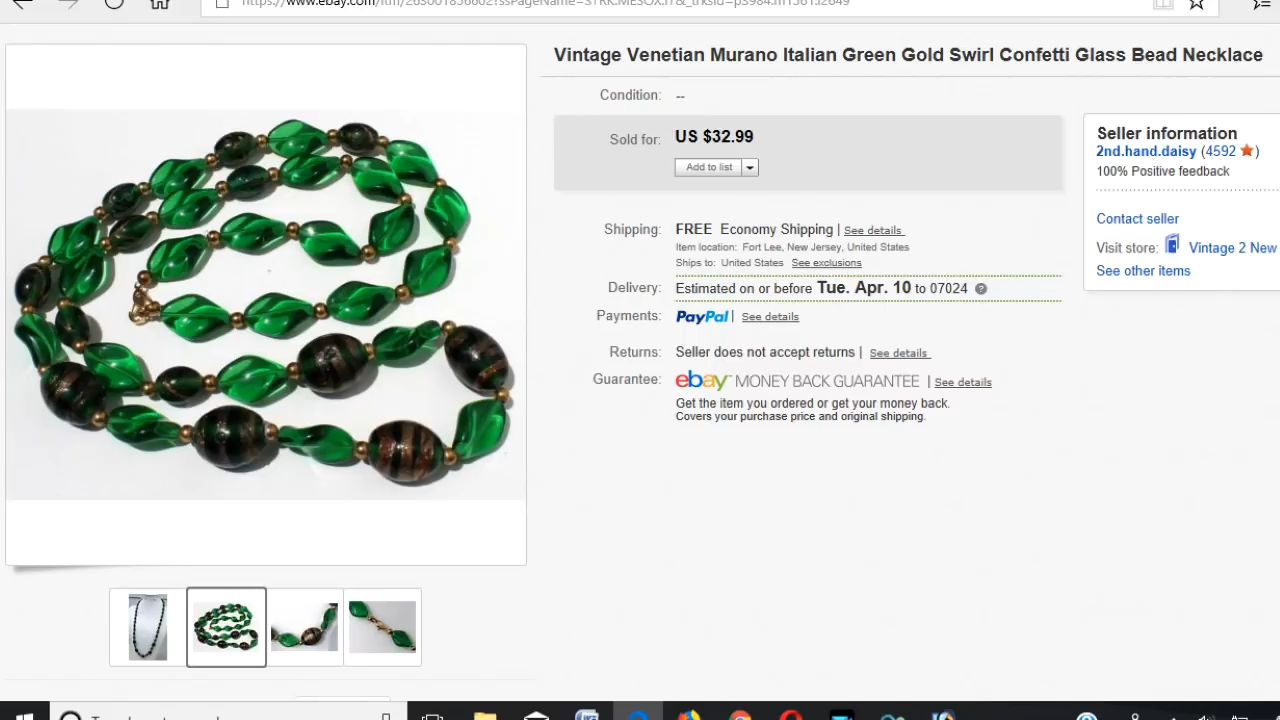 Vintage Venetian Murano Italian Green Gold Swirl Confetti Glass Bead Necklace
Condition: --
Sold for: US $32.99
Add to list
Shipping: FREE Economy Shipping | See details
Item location: Fort Lee, New Jersey, United States
Ships to: United States See exclusions
Delivery: Estimated on or before Tue. Apr. 10 to 07024 ?
Payments: PayPal | See details
Returns: Seller does not accept returns | See details
Guarantee: ebay MONEY BACK GUARANTEE | See details
Get the item you ordered or get your money back.
Covers your purchase price and original shipping.
Seller information
2nd.hand.daisy (4592 )
100% Positive feedback
Contact seller
Visit store: Vintage 2 New
See other items